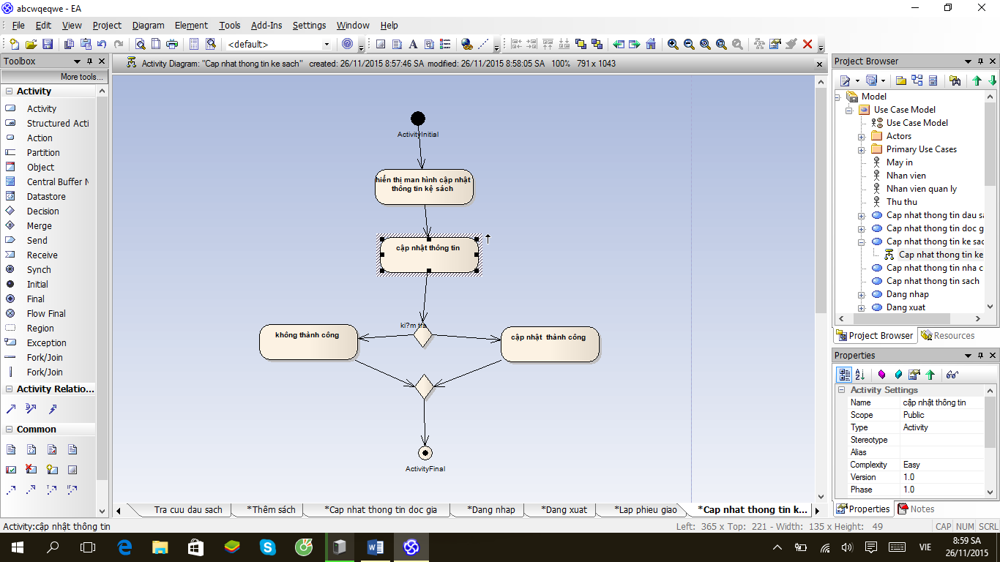 abcwqeqwe - EA
File Edit View Project Diagram Element Tools Add-Ins Settings Window Help
<default>
Toolbox
More tools...
Activity
Activity
Structured Acti
Action
Partition
Object
Central Buffer N
Datastore
Decision
Merge
Send
Receive
Synch
Initial
Final
Flow Final
Region
Exception
Fork/Join
Fork/Join
Activity Relatio...
Common
Activity Diagram: "Cap nhat thong tin ke sach" created: 26/11/2015 8:57:46 SA modified: 26/11/2015 8:58:05 SA 100% 791 x 1043
ActivityInitial
hiển thị man hình cập nhật
thông tin kệ sách
cập nhật thông tin
ki?m tra
không thành công
cập nhật thành công
ActivityFinal
Tra cuu dau sach *Thêm sách *Cap nhat thong tin doc gia *Dang nhap *Dang xuat *Lap phieu giao *Cap nhat thong tin k...
Project Browser
Model
Use Case Model
Use Case Model
Actors
Primary Use Cases
May in
Nhan vien
Nhan vien quan ly
Thu thu
Cap nhat thong tin dau sa
Cap nhat thong tin doc g
Cap nhat thong tin ke sac
Cap nhat thong tin ke
Cap nhat thong tin nha c
Cap nhat thong tin sach
Dang nhap
Dang xuat
Project Browser Resources
Properties
Activity Settings
Name cập nhật thông tin
Scope Public
Type Activity
Stereotype
Alias
Complexity Easy
Version 1.0
Phase 1.0
Properties Notes
Activity:cập nhật thông tin
Left: 365 x Top: 221 - Width: 135 x Height: 49
CAP NUM SCRL
VIE
8:59 SA
26/11/2015